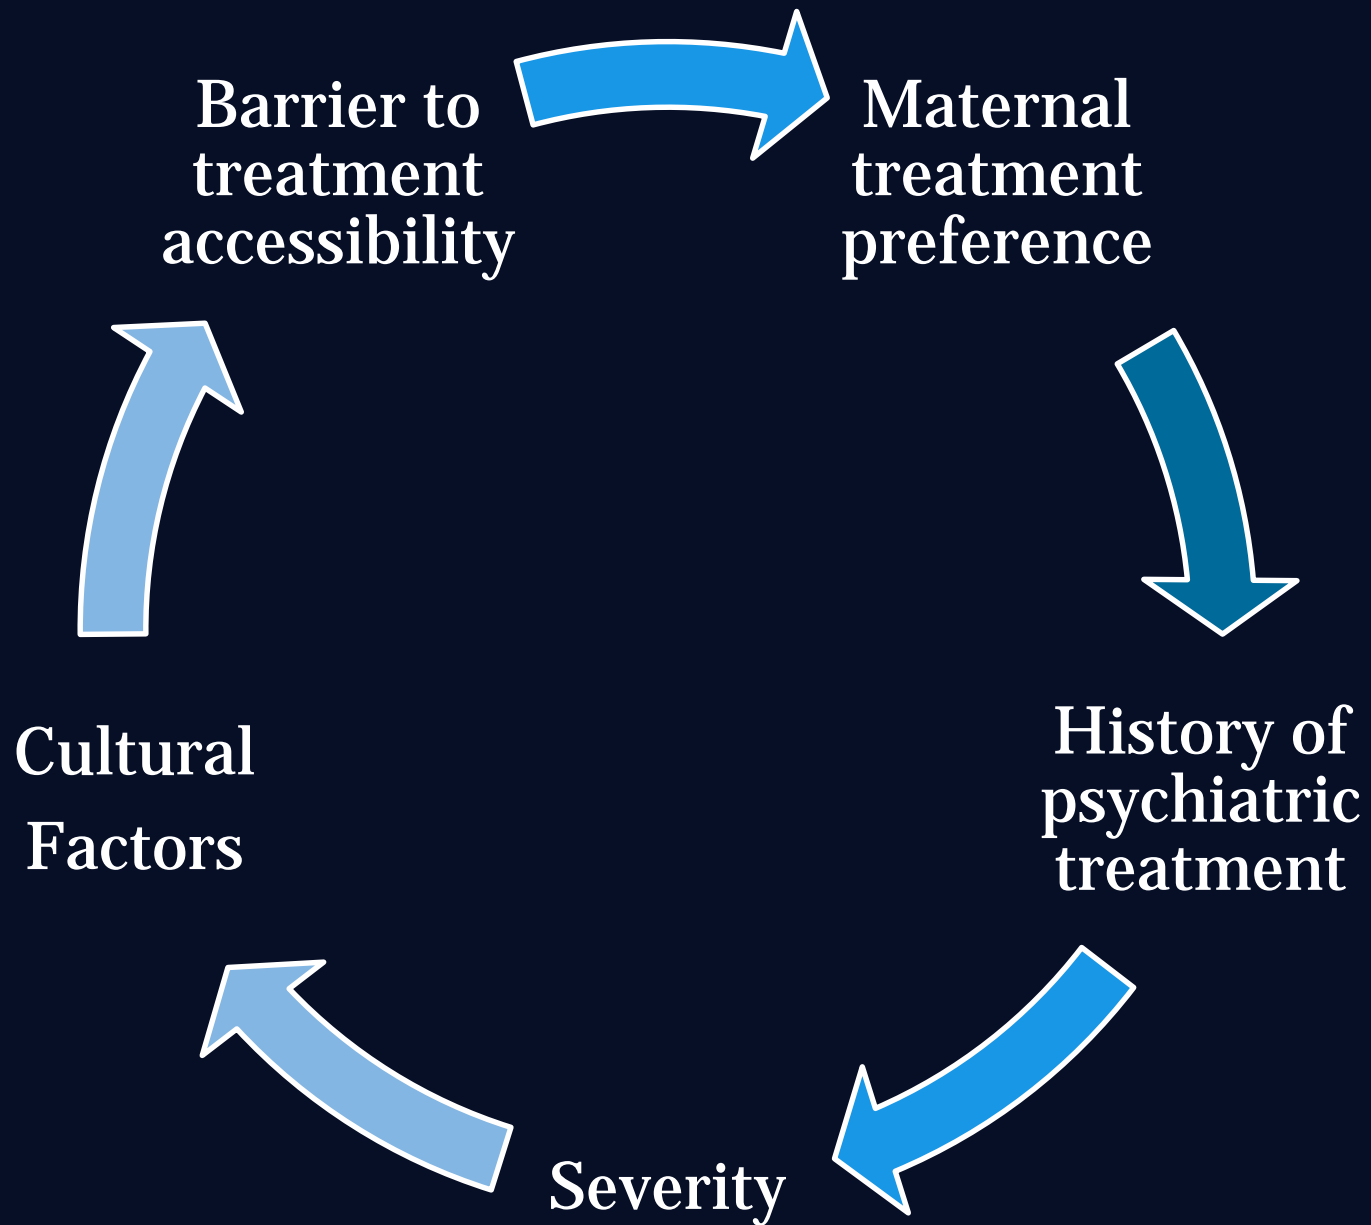 Barrier to
treatment
accessibility
Maternal
treatment
preference
History of
psychiatric
treatment
Severity
Cultural
Factors